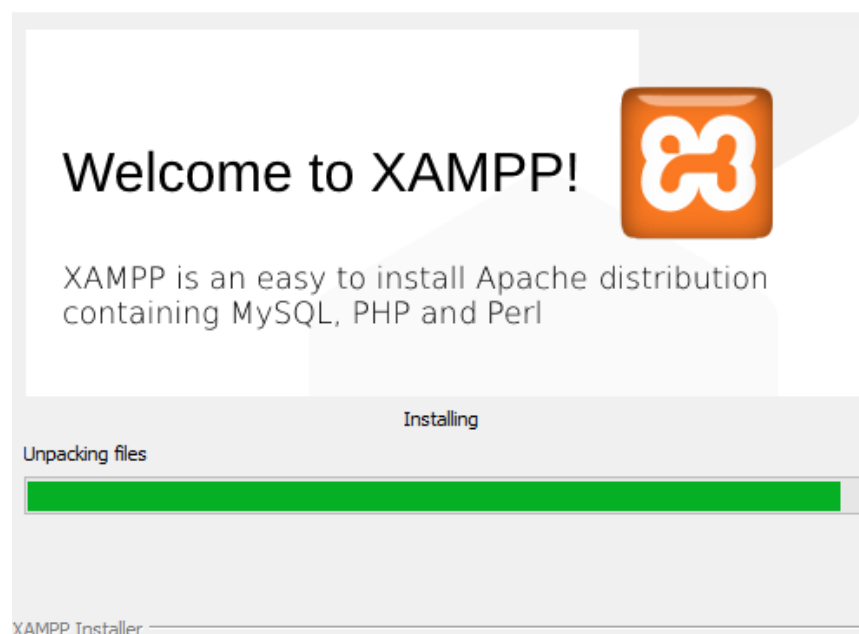 Welcome to XAMPP!
XAMPP is an easy to install Apache distribution
containing MySQL, PHP and Perl
Installing
Unpacking files
XAMPP Installer